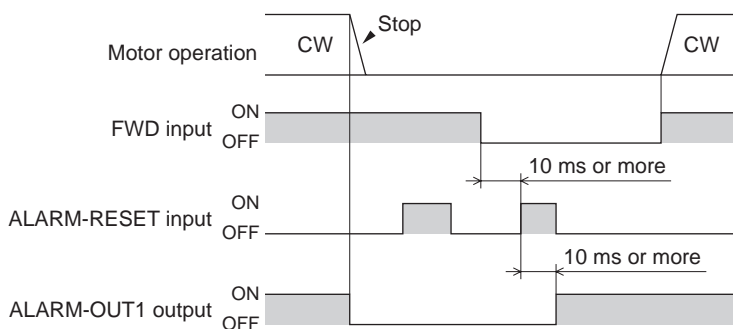 Stop
Motor operation
CW
CW
FWD input
ON
OFF
10 ms or more
ALARM-RESET input
ON
OFF
10 ms or more
ALARM-OUT1 output
ON
OFF